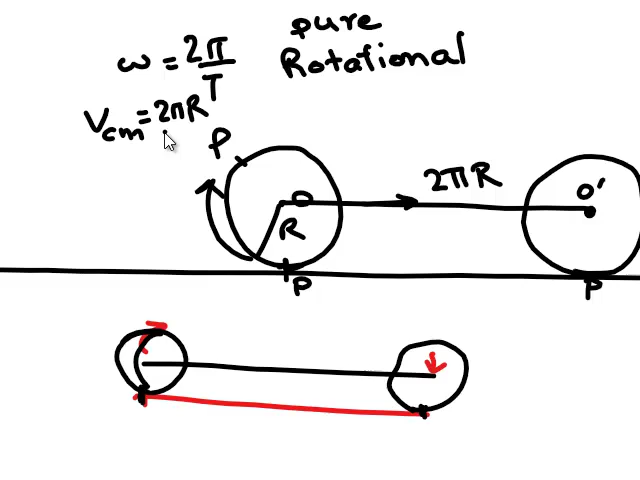 pure
Rotational
ω = 2π/T
Vcm = 2πR
P
2πR
O
O'
R
P
P